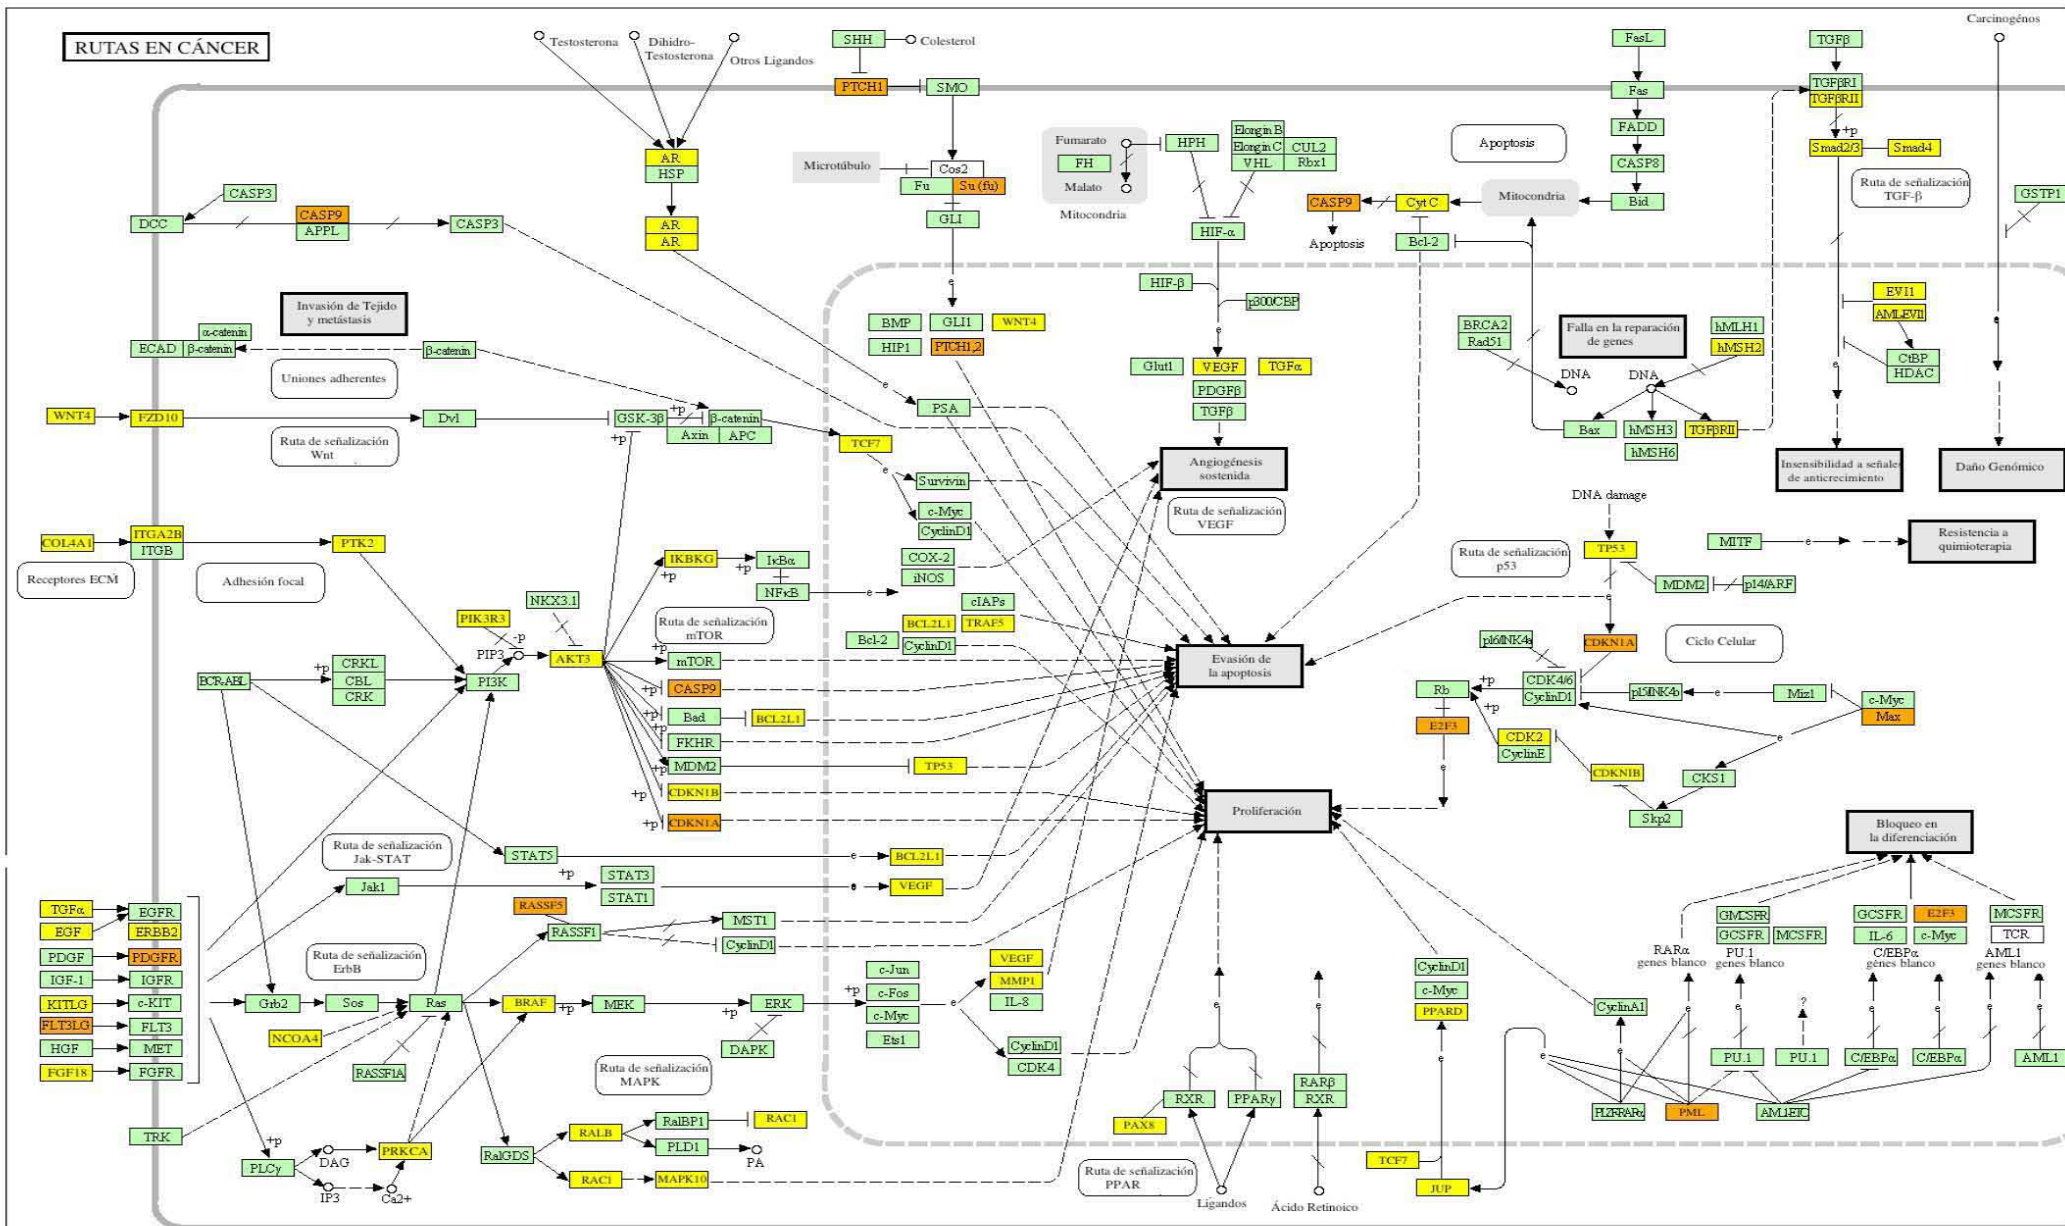 RUTAS EN CÁNCER
Testosterona
Dihidro-
Testosterona
Otros Ligandos
SHH
Colesterol
PTCH1
SMO
Microtúbulo
Cos2
Fu
Su (fu)
GLI
e
AR
HSP
AR
AR
Fumarato
FH
Malato
Mitocondria
HPH
Elongin B
Elongin C
CUL2
VHL
Rbx1
HIF-α
HIF-β
p300/CBP
e
FasL
Fas
FADD
CASP8
Bid
Apoptosis
Mitocondria
CASP9
Cyt C
Apoptosis
Bcl-2
TGFβ
TGFβRI
TGFβRII
+p
Smad2/3
Smad4
Ruta de señalización
TGF-β
Carcinogénos
GSTP1
CASP3
DCC
CASP9
APPL
CASP3
Invasión de Tejido
y metástasis
α-catenin
ECAD
β-catenin
β-catenin
Uniones adherentes
WNT4
FZD10
Dvl
GSK-3β
+p
β-catenin
Axin
APC
+p
TCF7
e
Ruta de señalización
Wnt
BMP
GLI1
WNT4
HIP1
PTCH1,2
e
PSA
Survivin
c-Myc
CyclinD1
Glut1
VEGF
TGFα
PDGFβ
TGFβ
Angiogénesis
sostenida
Ruta de señalización
VEGF
BRCA2
Rad51
Falla en la reparación
de genes
hMLH1
hMSH2
DNA
DNA
Bax
hMSH3
TGFβRII
hMSH6
EVI1
AML-EVI1
CtBP
HDAC
e
e
Insensibilidad a señales
de anticrecimiento
Daño Genómico
COL4A1
ITGA2B
ITGB
PTK2
Receptores ECM
Adhesión focal
IKBKG
+p
+p
IκBα
NFκB
e
COX-2
iNOS
DNA damage
TP53
Ruta de señalización
p53
MDM2
p14/ARF
MITF
e
Resistencia a
quimioterapia
NKX3.1
PIK3R3
-p
PIP3
AKT3
Ruta de señalización
mTOR
cIAPs
BCL2L1
TRAF5
Bcl-2
CyclinD1
e
BCR-ABL
+p
CRKL
CBL
CRK
PI3K
+p
mTOR
+p
CASP9
+p
Bad
BCL2L1
+p
FKHR
+p
MDM2
TP53
+p
CDKN1B
+p
CDKN1A
Evasión de
la apoptosis
Proliferación
p16/INK4a
CDKN1A
Ciclo Celular
CDK4/6
CyclinD1
Rb
+p
+p
E2F3
e
p15/INK4b
e
Miz1
c-Myc
Max
e
CDK2
CyclinE
CDKN1B
CKS1
Skp2
Bloqueo en
la diferenciación
Ruta de señalización
Jak-STAT
STAT5
e
BCL2L1
+p
Jak1
STAT3
STAT1
e
VEGF
TGFα
EGFR
EGF
ERBB2
PDGF
PDGFR
IGF-1
IGFR
KITLG
c-KIT
FLT3LG
FLT3
HGF
MET
FGF18
FGFR
TRK
Ruta de señalización
ErbB
RASSF5
RASSF1
MST1
CyclinD1
Grb2
Sos
Ras
BRAF
+p
MEK
+p
ERK
+p
DAPK
NCOA4
RASSF1A
c-Jun
c-Fos
c-Myc
Ets1
e
VEGF
MMP1
IL-8
CyclinD1
CDK4
Ruta de señalización
MAPK
+p
PLCγ
DAG
IP3
Ca2+
PRKCA
RalGDS
RALB
RalBP1
RAC1
PLD1
PA
RAC1
MAPK10
e
RXR
PPARγ
PAX8
Ruta de señalización
PPAR
Ligandos
e
RARβ
RXR
Ácido Retinoico
CyclinD1
c-Myc
PPARD
e
TCF7
JUP
e
GMCSFR
GCSFR
MCSFR
GCSFR
E2F3
IL-6
c-Myc
MCSFR
TCR
RARα
genes blanco
PU.1
genes blanco
C/EBPα
genes blanco
AML1
genes blanco
CyclinA1
e
e
e
?
e
e
e
PU.1
PU.1
C/EBPα
C/EBPα
AML1
PLZF-RARα
PML
AML1-ETO